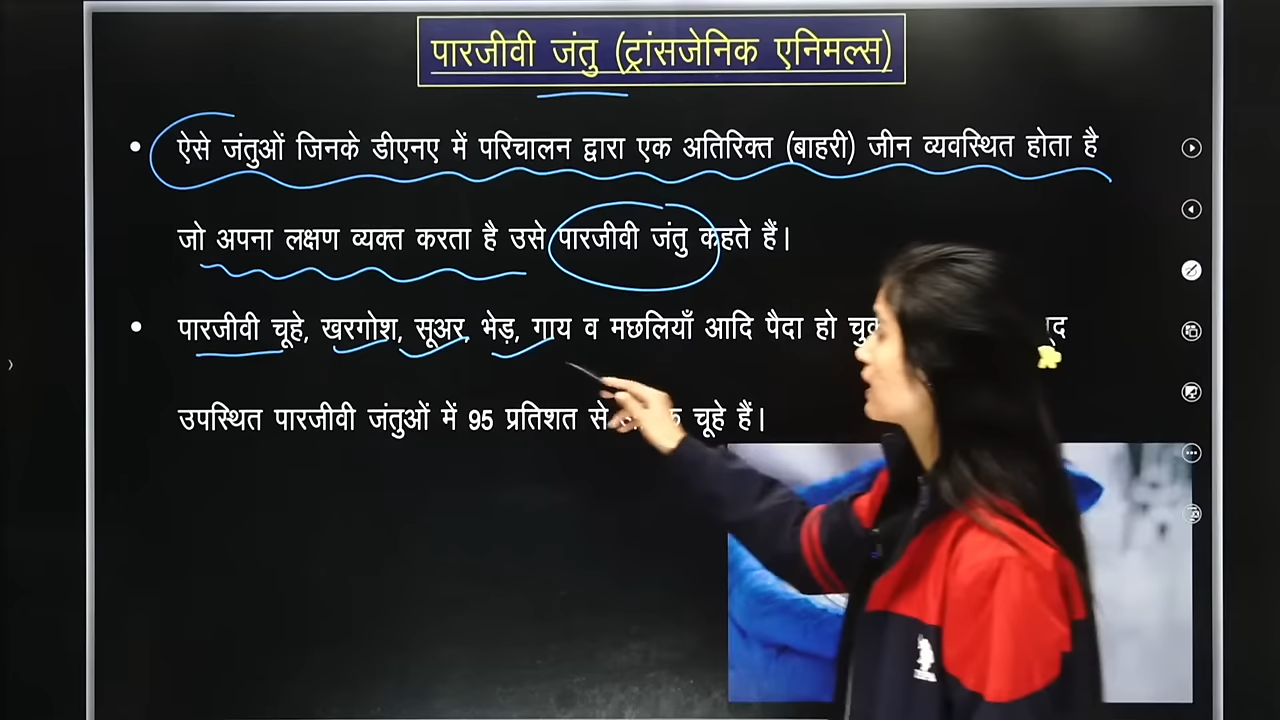 पारजीवी जंतु (ट्रांसजेनिक एनिमल्स)
• ऐसे जंतुओं जिनके डीएनए में परिचालन द्वारा एक अतिरिक्त (बाहरी) जीन व्यवस्थित होता है
जो अपना लक्षण व्यक्त करता है उसे पारजीवी जंतु कहते हैं।
• पारजीवी चूहे, खरगोश, सूअर, भेड़, गाय व मछलियाँ आदि पैदा हो
उपस्थित पारजीवी जंतुओं में 95 प्रतिशत से चूहे हैं।